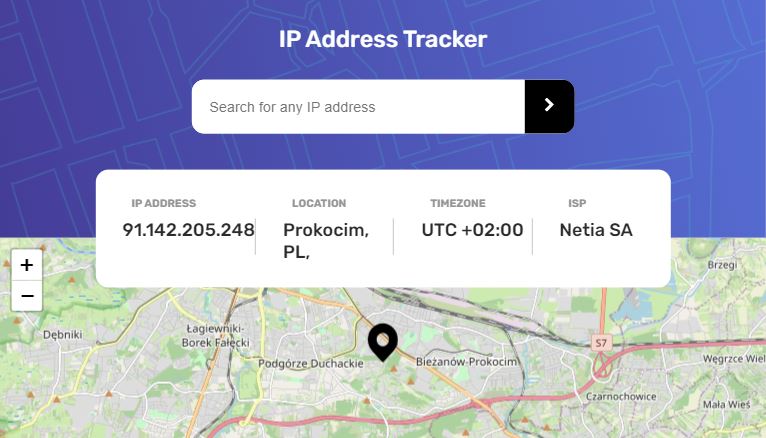 IP Address Tracker
Search for any IP address
IP ADDRESS
LOCATION
TIMEZONE
ISP
91.142.205.248
Prokocim,
PL,
UTC +02:00
Netia SA
+
−
Brzegi
Dębniki
Łagiewniki-
Borek Fałęcki
Podgórze Duchackie
Bieżanów-Prokocim
S7
Węgrzce Wiel
Czarnochowice
Mała Wieś